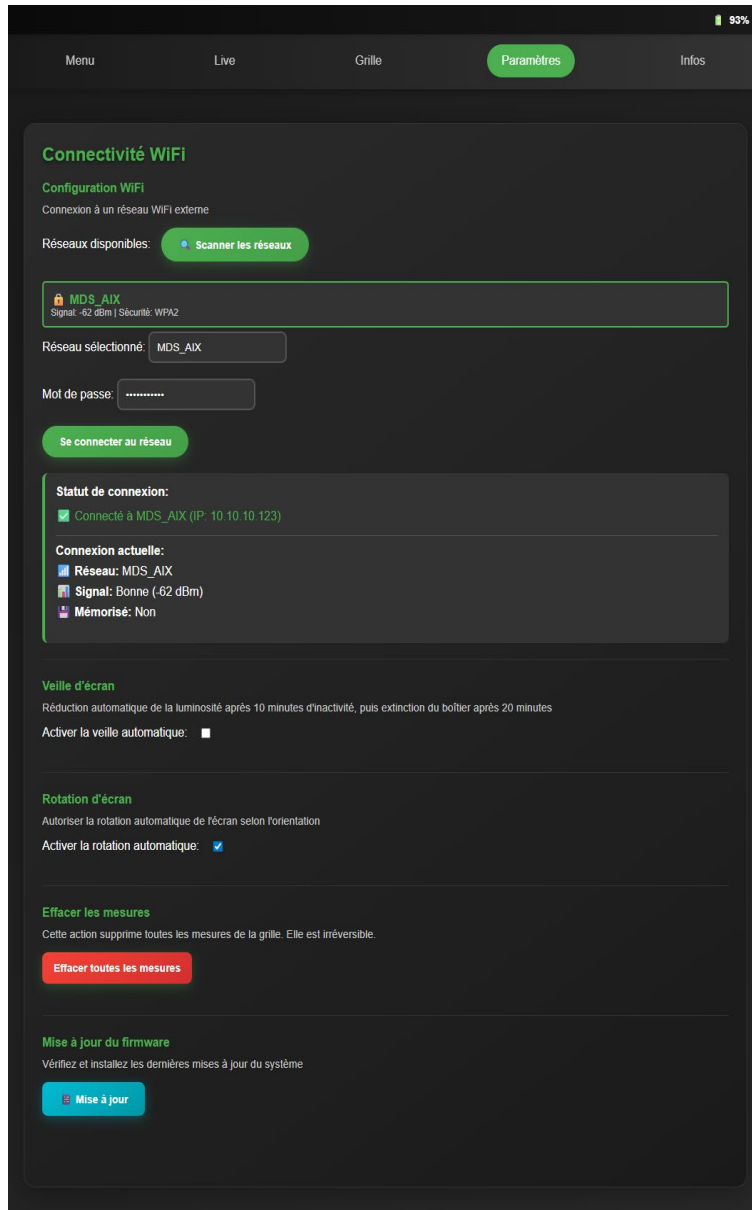 93%
Menu Live Grille Paramètres Infos
Connectivité WiFi
Configuration WiFi
Connexion à un réseau WiFi externe
Réseaux disponibles: Scanner les réseaux
MDS_AIX
Signal: -62 dBm | Sécurité: WPA2
Réseau sélectionné: MDS_AIX
Mot de passe: •••••••••••
Se connecter au réseau
Statut de connexion:
Connecté à MDS_AIX (IP: 10.10.10.123)
Connexion actuelle:
Réseau: MDS_AIX
Signal: Bonne (-62 dBm)
Mémorisé: Non
Veille d'écran
Réduction automatique de la luminosité après 10 minutes d'inactivité, puis extinction du boîtier après 20 minutes
Activer la veille automatique:
Rotation d'écran
Autoriser la rotation automatique de l'écran selon l'orientation
Activer la rotation automatique:
Effacer les mesures
Cette action supprime toutes les mesures de la grille. Elle est irréversible.
Effacer toutes les mesures
Mise à jour du firmware
Vérifiez et installez les dernières mises à jour du système
Mise à jour